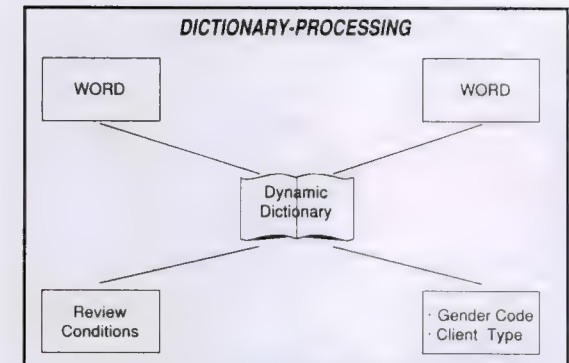 DICTIONARY-PROCESSING
WORD
WORD
Dynamic
Dictionary
Review
Conditions
· Gender Code
· Client Type